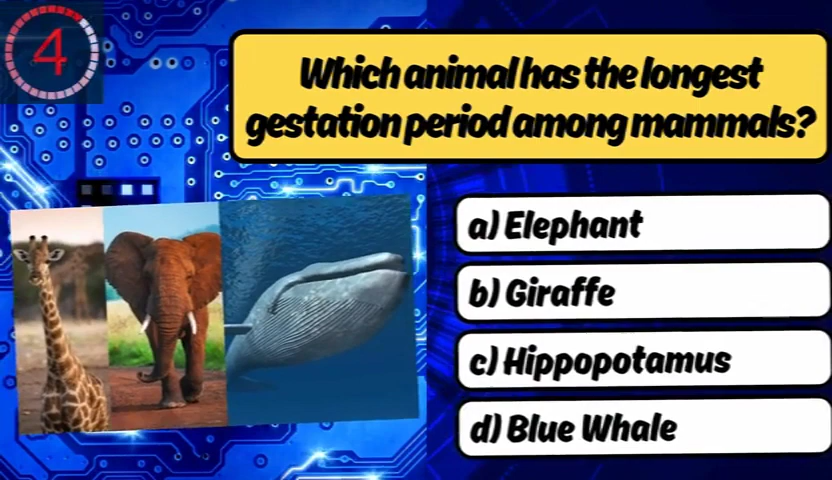 4
Which animal has the longest
gestation period among mammals?
a) Elephant
b) Giraffe
c) Hippopotamus
d) Blue Whale